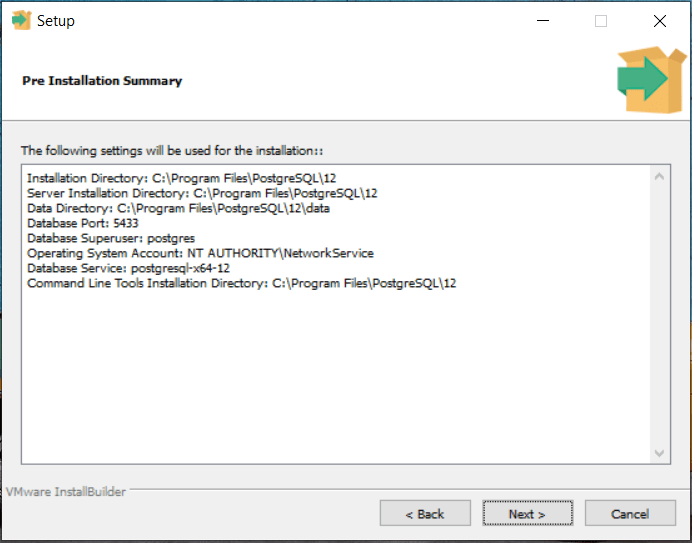 Setup
Pre Installation Summary
The following settings will be used for the installation::
Installation Directory: C:\Program Files\PostgreSQL\12
Server Installation Directory: C:\Program Files\PostgreSQL\12
Data Directory: C:\Program Files\PostgreSQL\12\data
Database Port: 5433
Database Superuser: postgres
Operating System Account: NT AUTHORITY\NetworkService
Database Service: postgresql-x64-12
Command Line Tools Installation Directory: C:\Program Files\PostgreSQL\12
VMware InstallBuilder
< Back
Next >
Cancel